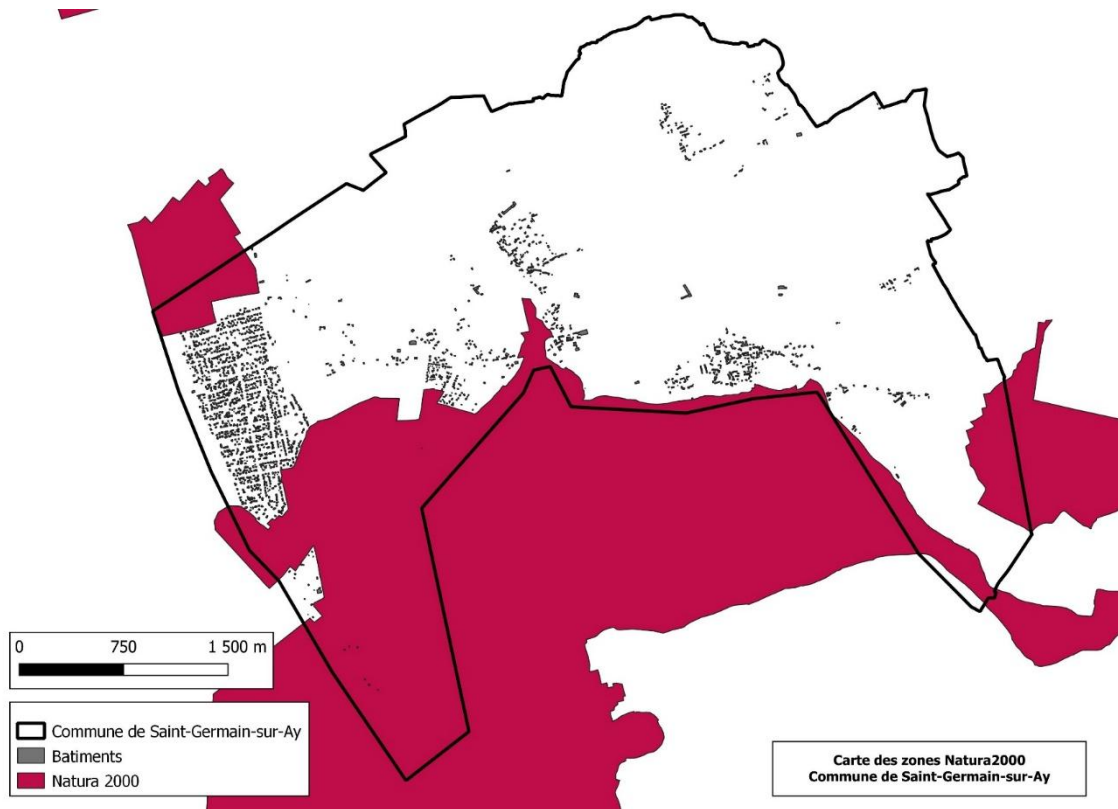 0 750 1 500 m
Commune de Saint-Germain-sur-Ay
Batiments
Natura 2000
Carte des zones Natura2000
Commune de Saint-Germain-sur-Ay